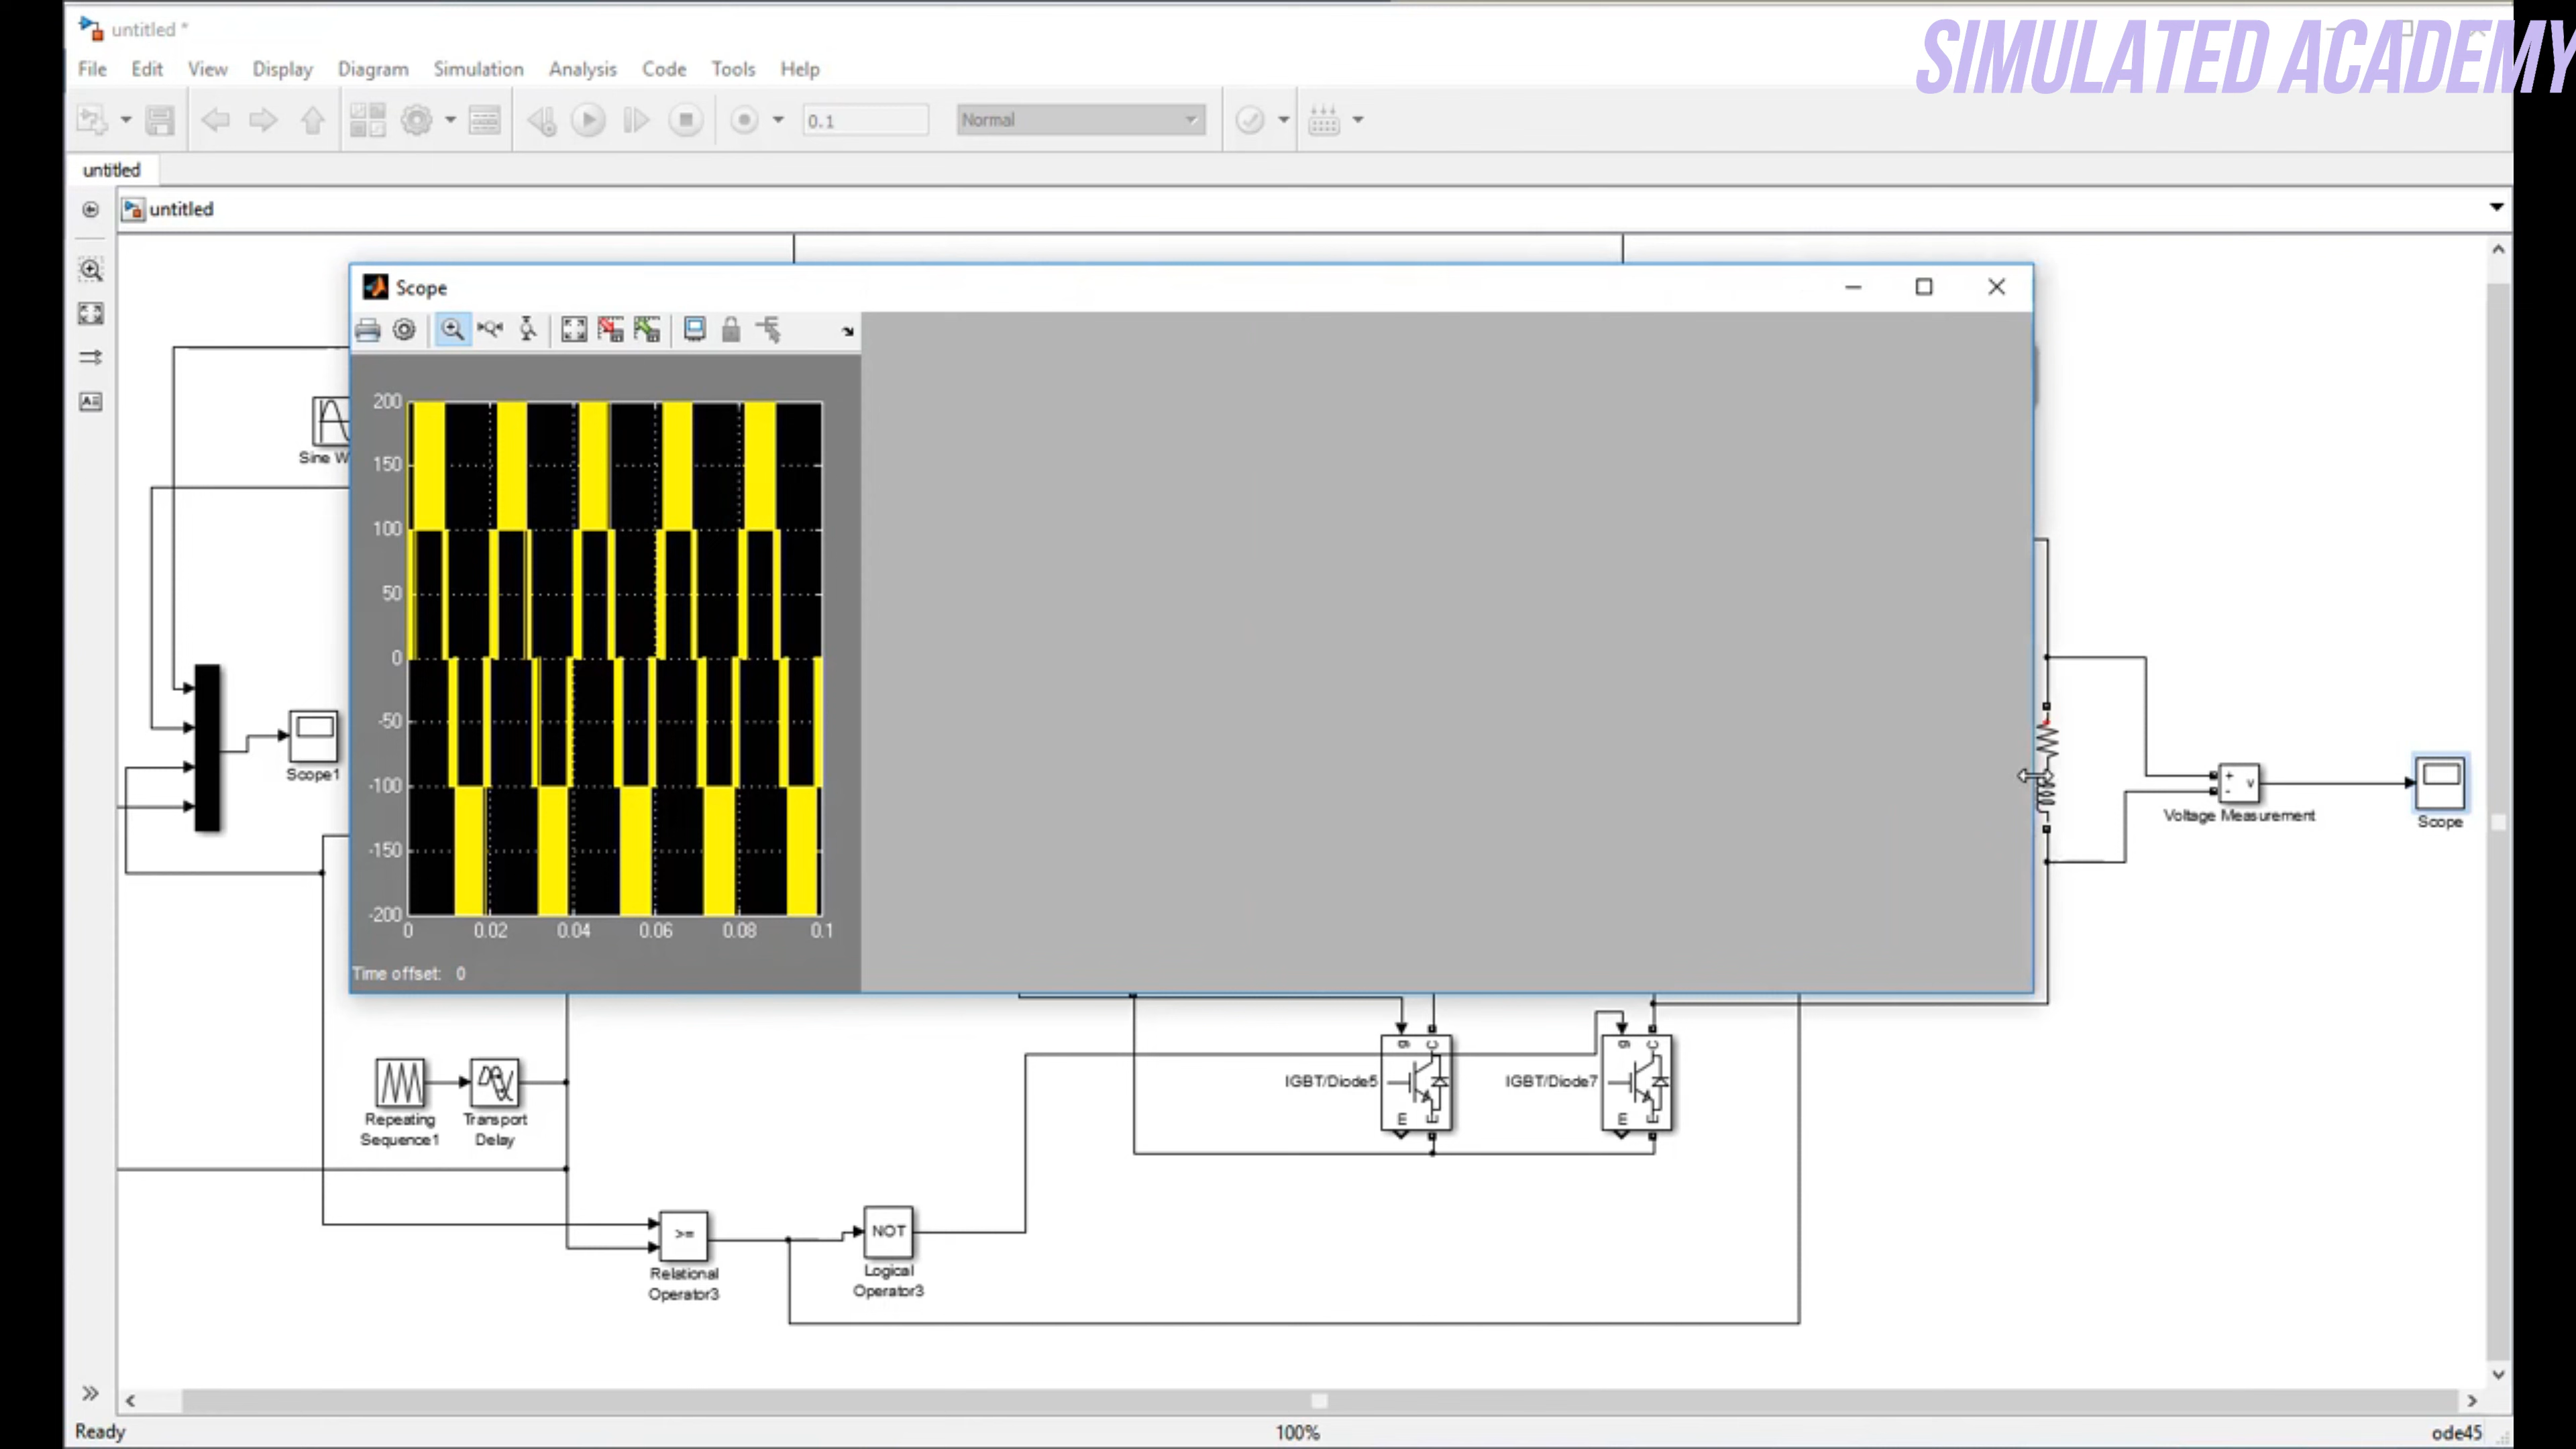 untitled *
SIMULATED ACADEMY
File Edit View Display Diagram Simulation Analysis Code Tools Help
0.1 Normal
untitled
untitled
Scope
200
150
100
50
0
-50
-100
-150
-200
0 0.02 0.04 0.06 0.08 0.1
Time offset: 0
Sine W
Scope1
+
-
v
Voltage Measurement
Scope
g C
E E
IGBT/Diode5
g C
E E
IGBT/Diode7
Repeating
Sequence1
Transport
Delay
>=
Relational
Operator3
NOT
Logical
Operator3
Ready 100% ode45